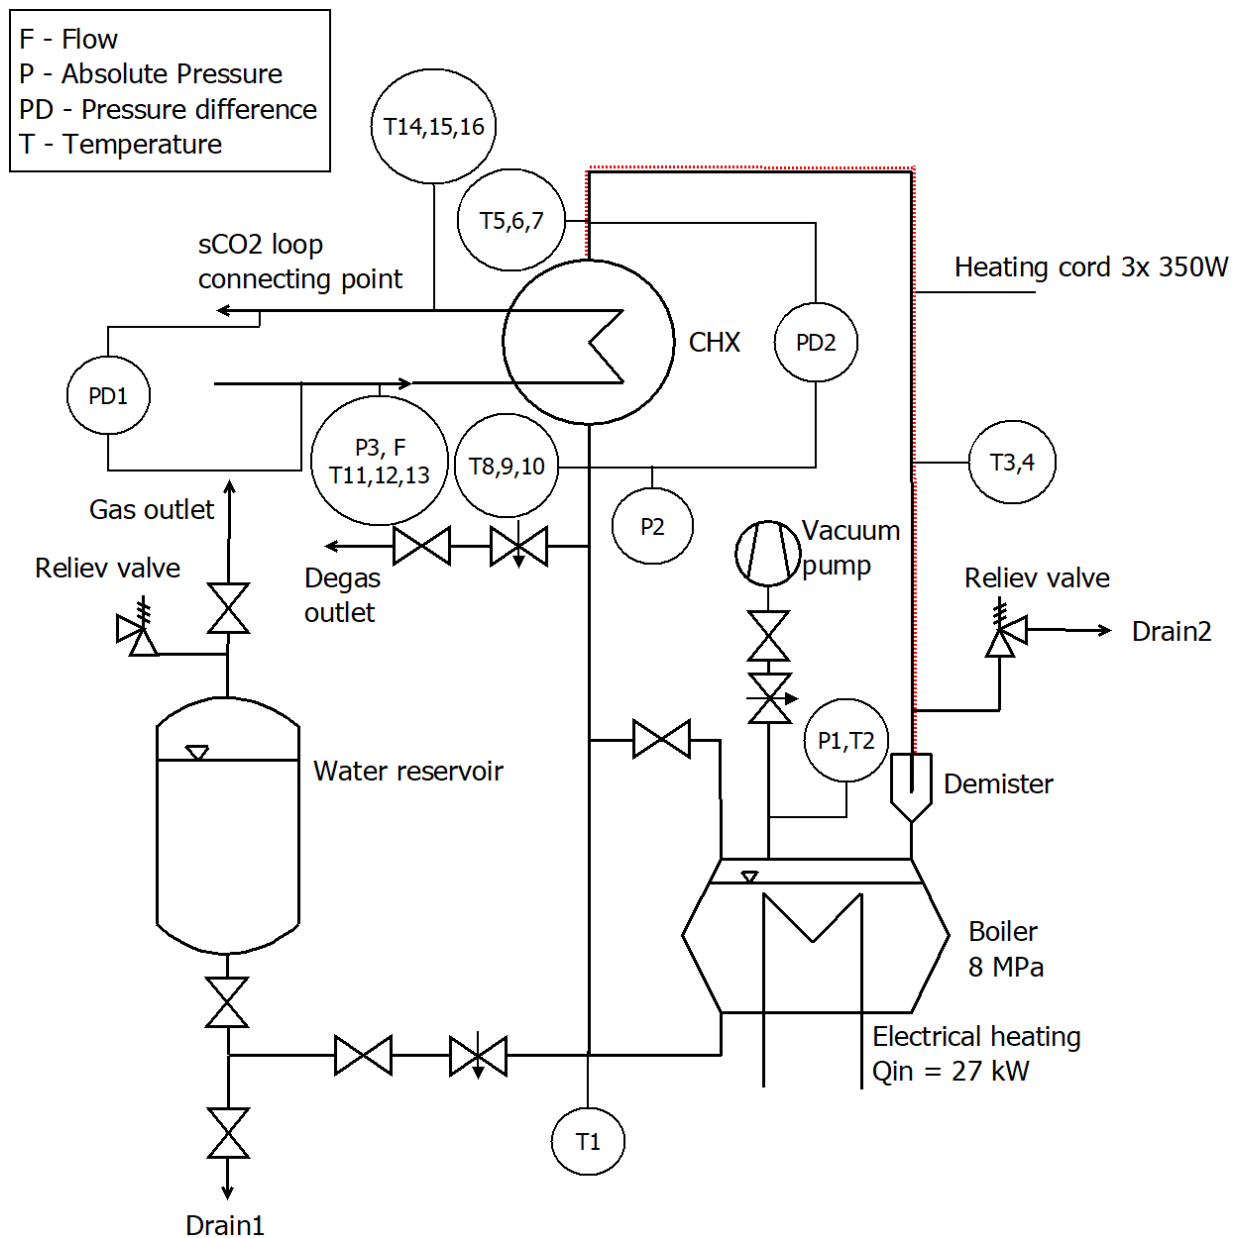 F - Flow
P - Absolute Pressure
PD - Pressure difference
T - Temperature
T14,15,16
T5,6,7
sCO2 loop
connecting point
Heating cord 3x 350W
CHX
PD2
PD1
P3, F
T11,12,13
T8,9,10
T3,4
Gas outlet
P2
Vacuum
pump
Reliev valve
Degas
outlet
Reliev valve
Drain2
P1,T2
Water reservoir
Demister
Boiler
8 MPa
Electrical heating
Qin = 27 kW
T1
Drain1